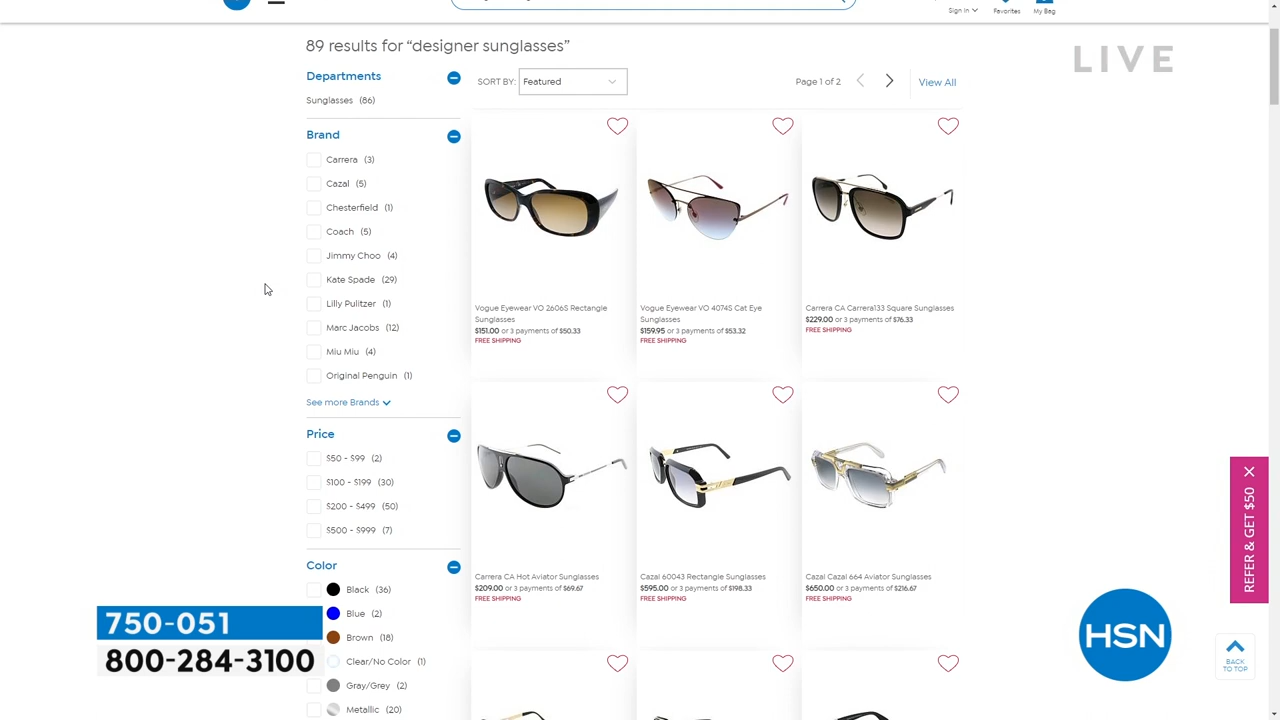 Sign In
Favorites
My Bag
89 results for “designer sunglasses”
LIVE
Departments
Sunglasses (86)
SORT BY: Featured
Page 1 of 2
View All
Brand
Carrera (3)
Cazal (5)
Chesterfield (1)
Coach (5)
Jimmy Choo (4)
Kate Spade (29)
Lilly Pulitzer (1)
Marc Jacobs (12)
Miu Miu (4)
Original Penguin (1)
See more Brands
Price
$50 - $99 (2)
$100 - $199 (30)
$200 - $499 (50)
$500 - $999 (7)
Color
Black (36)
Blue (2)
Brown (18)
Clear/No Color (1)
Gray/Grey (2)
Metallic (20)
Vogue Eyewear VO 2606S Rectangle
Sunglasses
$151.00 or 3 payments of $50.33
FREE SHIPPING
Vogue Eyewear VO 4074S Cat Eye
Sunglasses
$159.95 or 3 payments of $53.32
FREE SHIPPING
Carrera CA Carrera133 Square Sunglasses
$229.00 or 3 payments of $76.33
FREE SHIPPING
Carrera CA Hot Aviator Sunglasses
$209.00 or 3 payments of $69.67
FREE SHIPPING
Cazal 60043 Rectangle Sunglasses
$595.00 or 3 payments of $198.33
FREE SHIPPING
Cazal Cazal 664 Aviator Sunglasses
$650.00 or 3 payments of $216.67
FREE SHIPPING
REFER & GET $50
750-051
800-284-3100
HSN
BACK
TO TOP